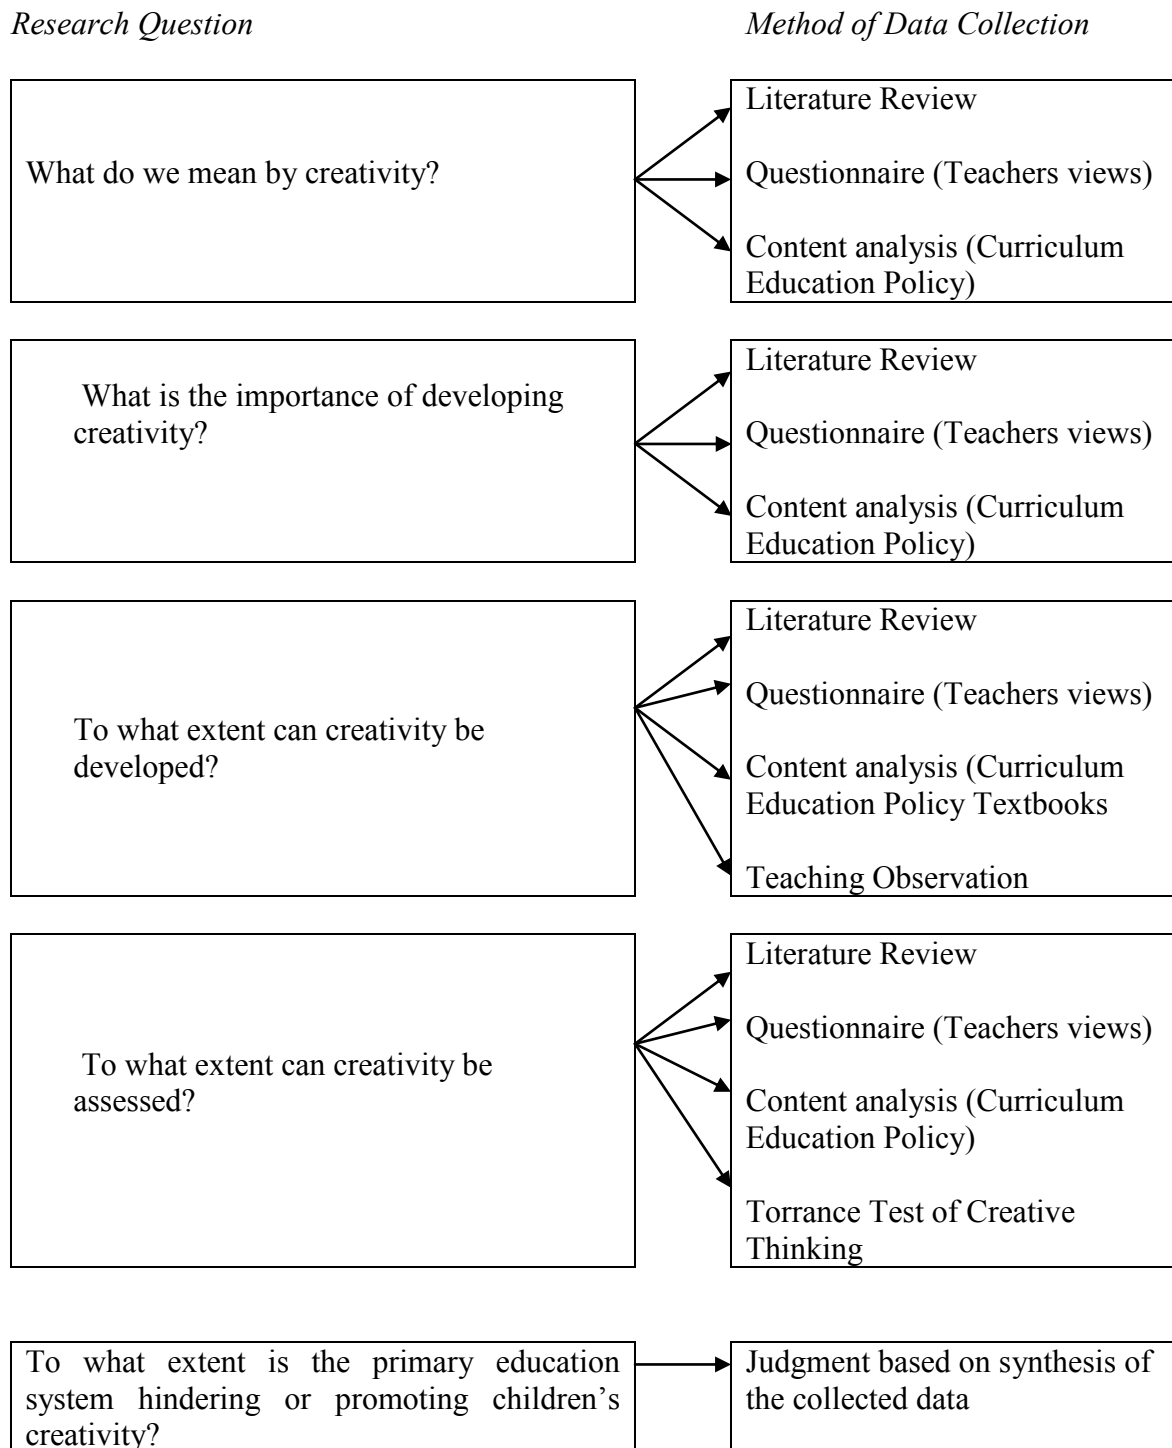 Research Question
Method of Data Collection
What do we mean by creativity?
Literature Review
Questionnaire (Teachers views)
Content analysis (Curriculum
Education Policy)
What is the importance of developing
creativity?
Literature Review
Questionnaire (Teachers views)
Content analysis (Curriculum
Education Policy)
To what extent can creativity be
developed?
Literature Review
Questionnaire (Teachers views)
Content analysis (Curriculum
Education Policy Textbooks
Teaching Observation
To what extent can creativity be
assessed?
Literature Review
Questionnaire (Teachers views)
Content analysis (Curriculum
Education Policy)
Torrance Test of Creative
Thinking
To what extent is the primary education
system hindering or promoting children’s
creativity?
Judgment based on synthesis of
the collected data